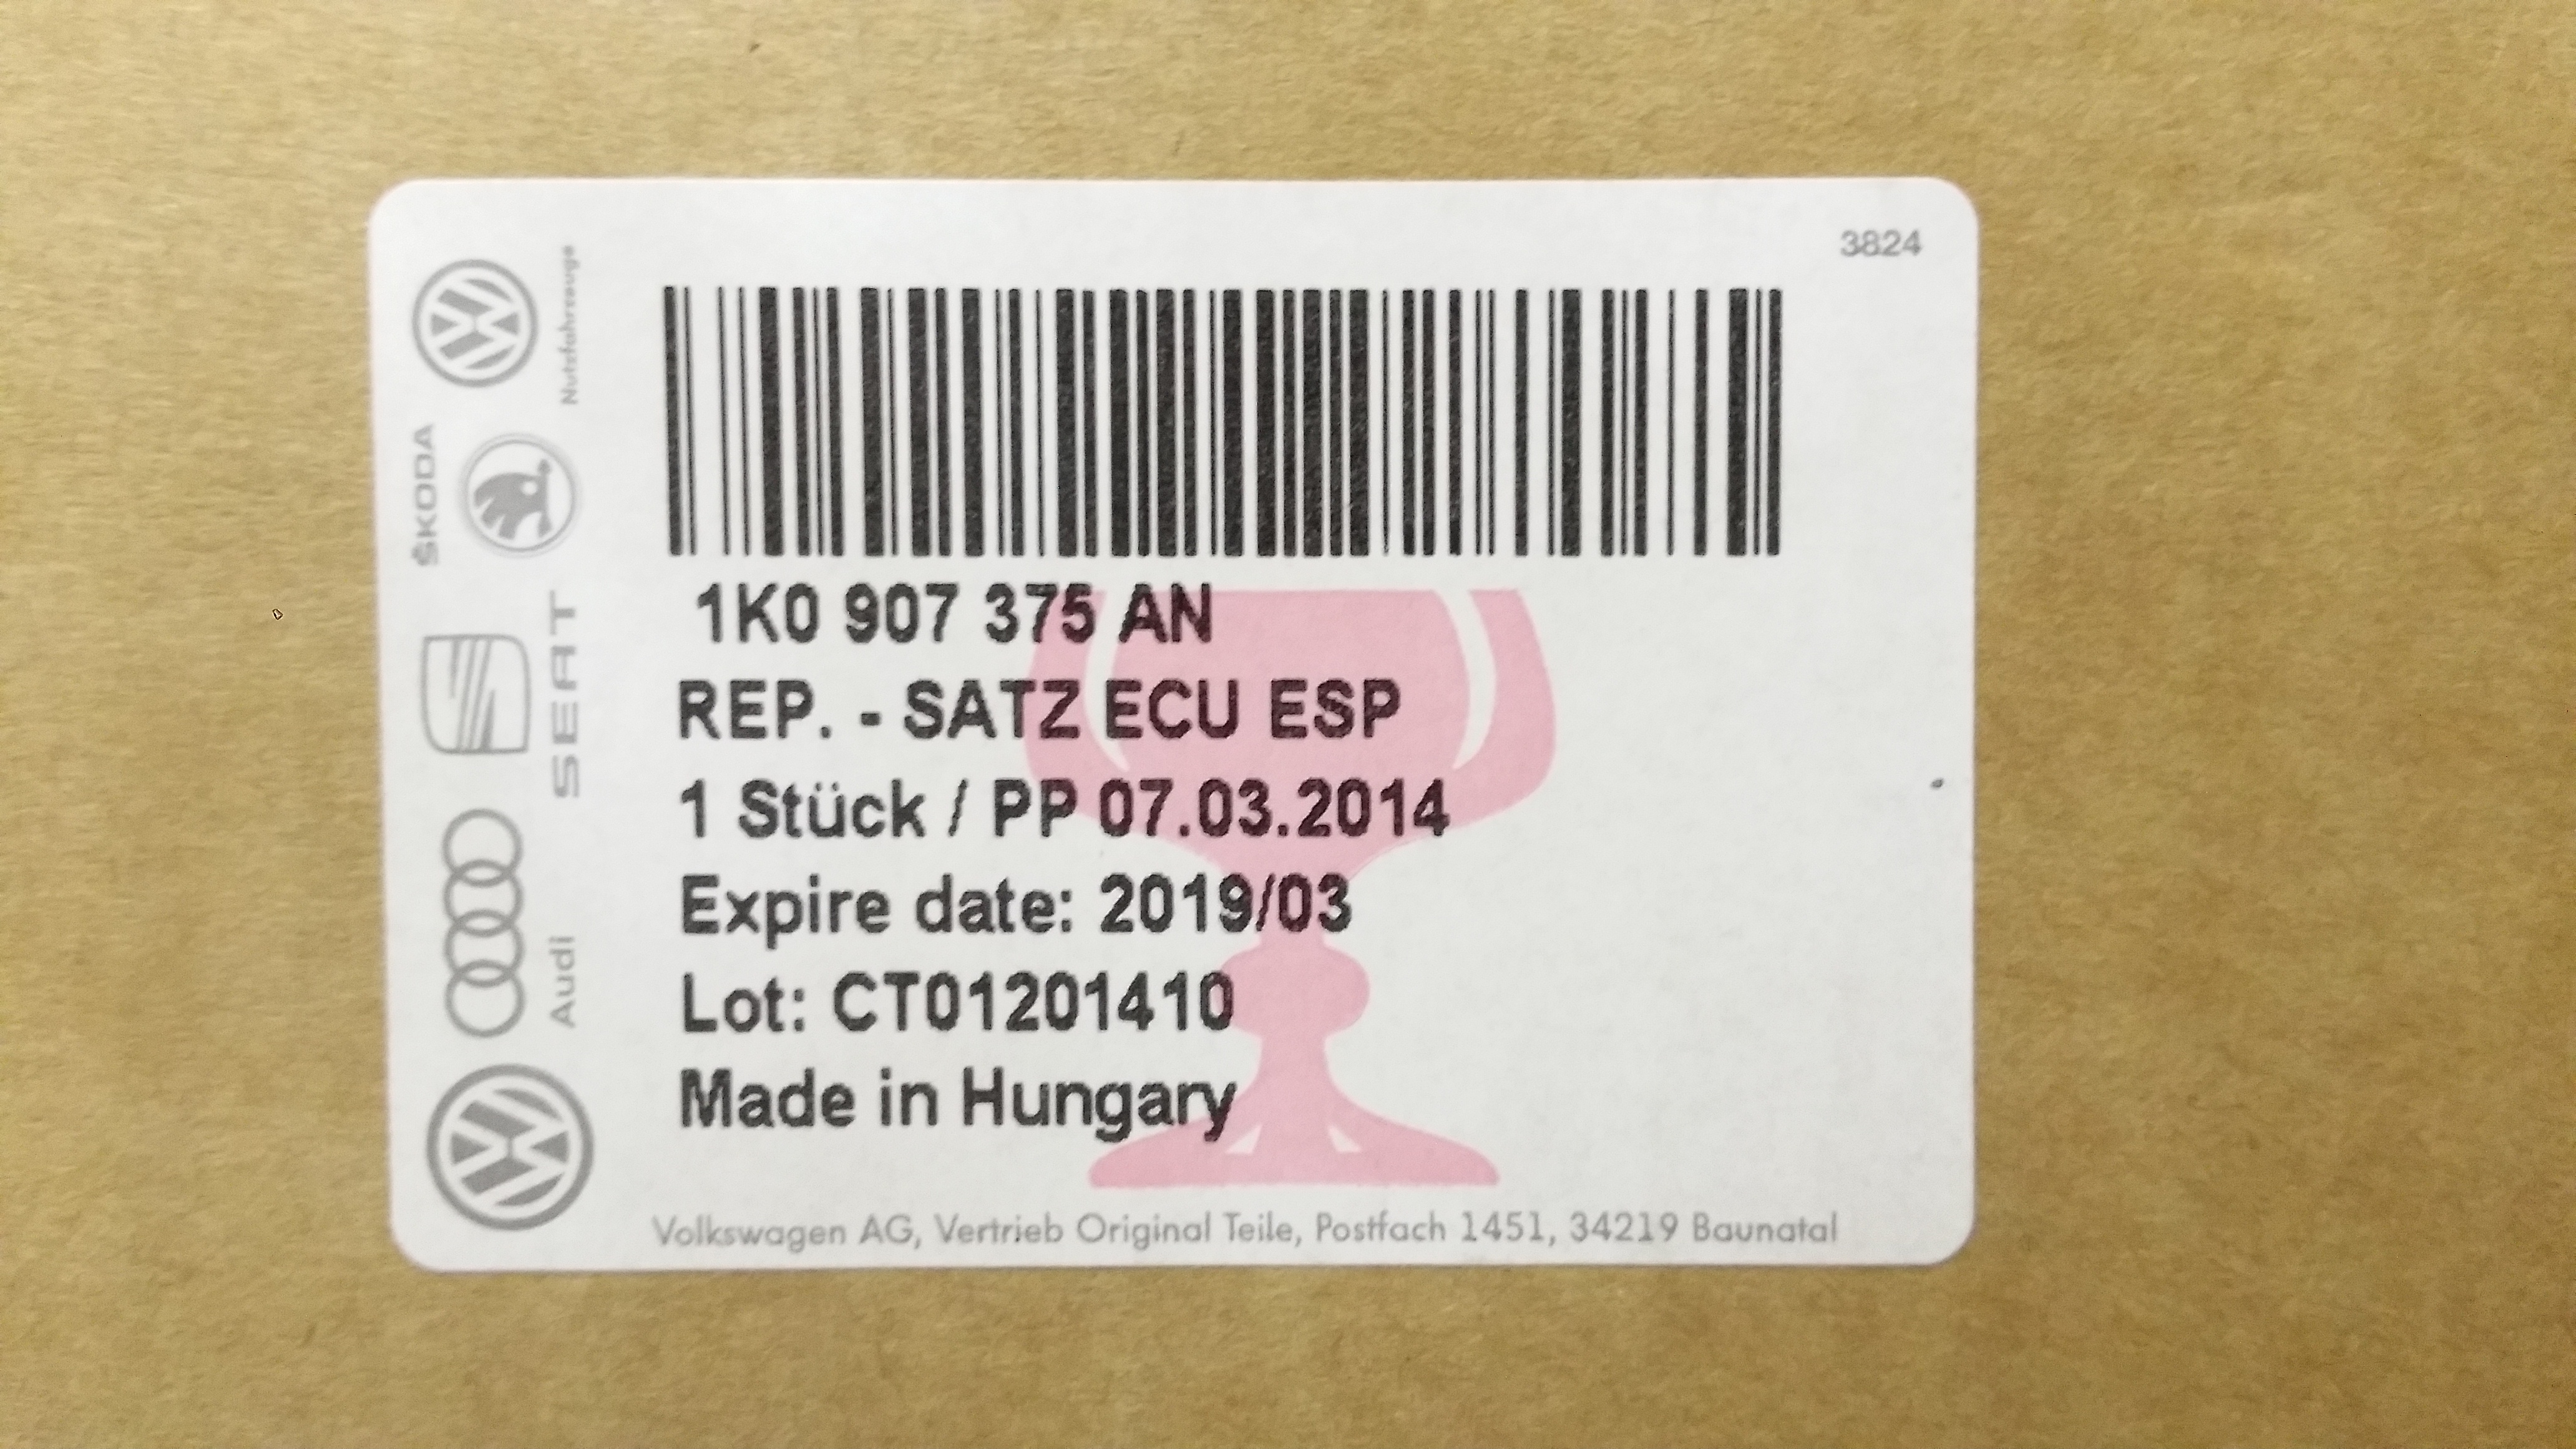 3824
1K0 907 375 AN
REP. - SATZ ECU ESP
1 Stück / PP 07.03.2014
Expire date: 2019/03
Lot: CT01201410
Made in Hungary
Volkswagen AG, Vertrieb Original Teile, Postfach 1451, 34219 Baunatal
Nutzfahrzeuge
ŠKODA
SEAT
Audi